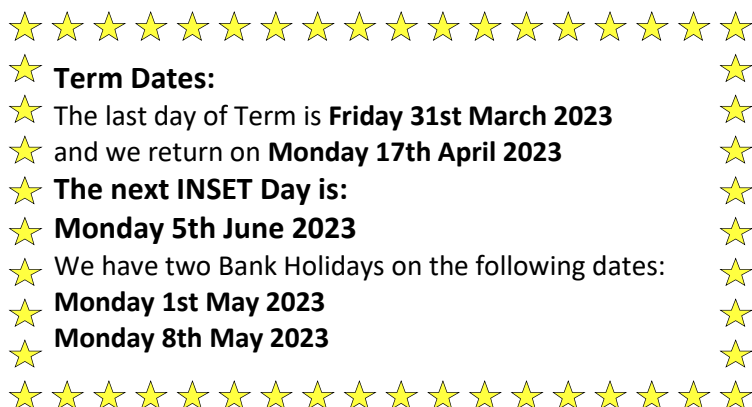 Term Dates:
The last day of Term is Friday 31st March 2023
and we return on Monday 17th April 2023
The next INSET Day is:
Monday 5th June 2023
We have two Bank Holidays on the following dates:
Monday 1st May 2023
Monday 8th May 2023